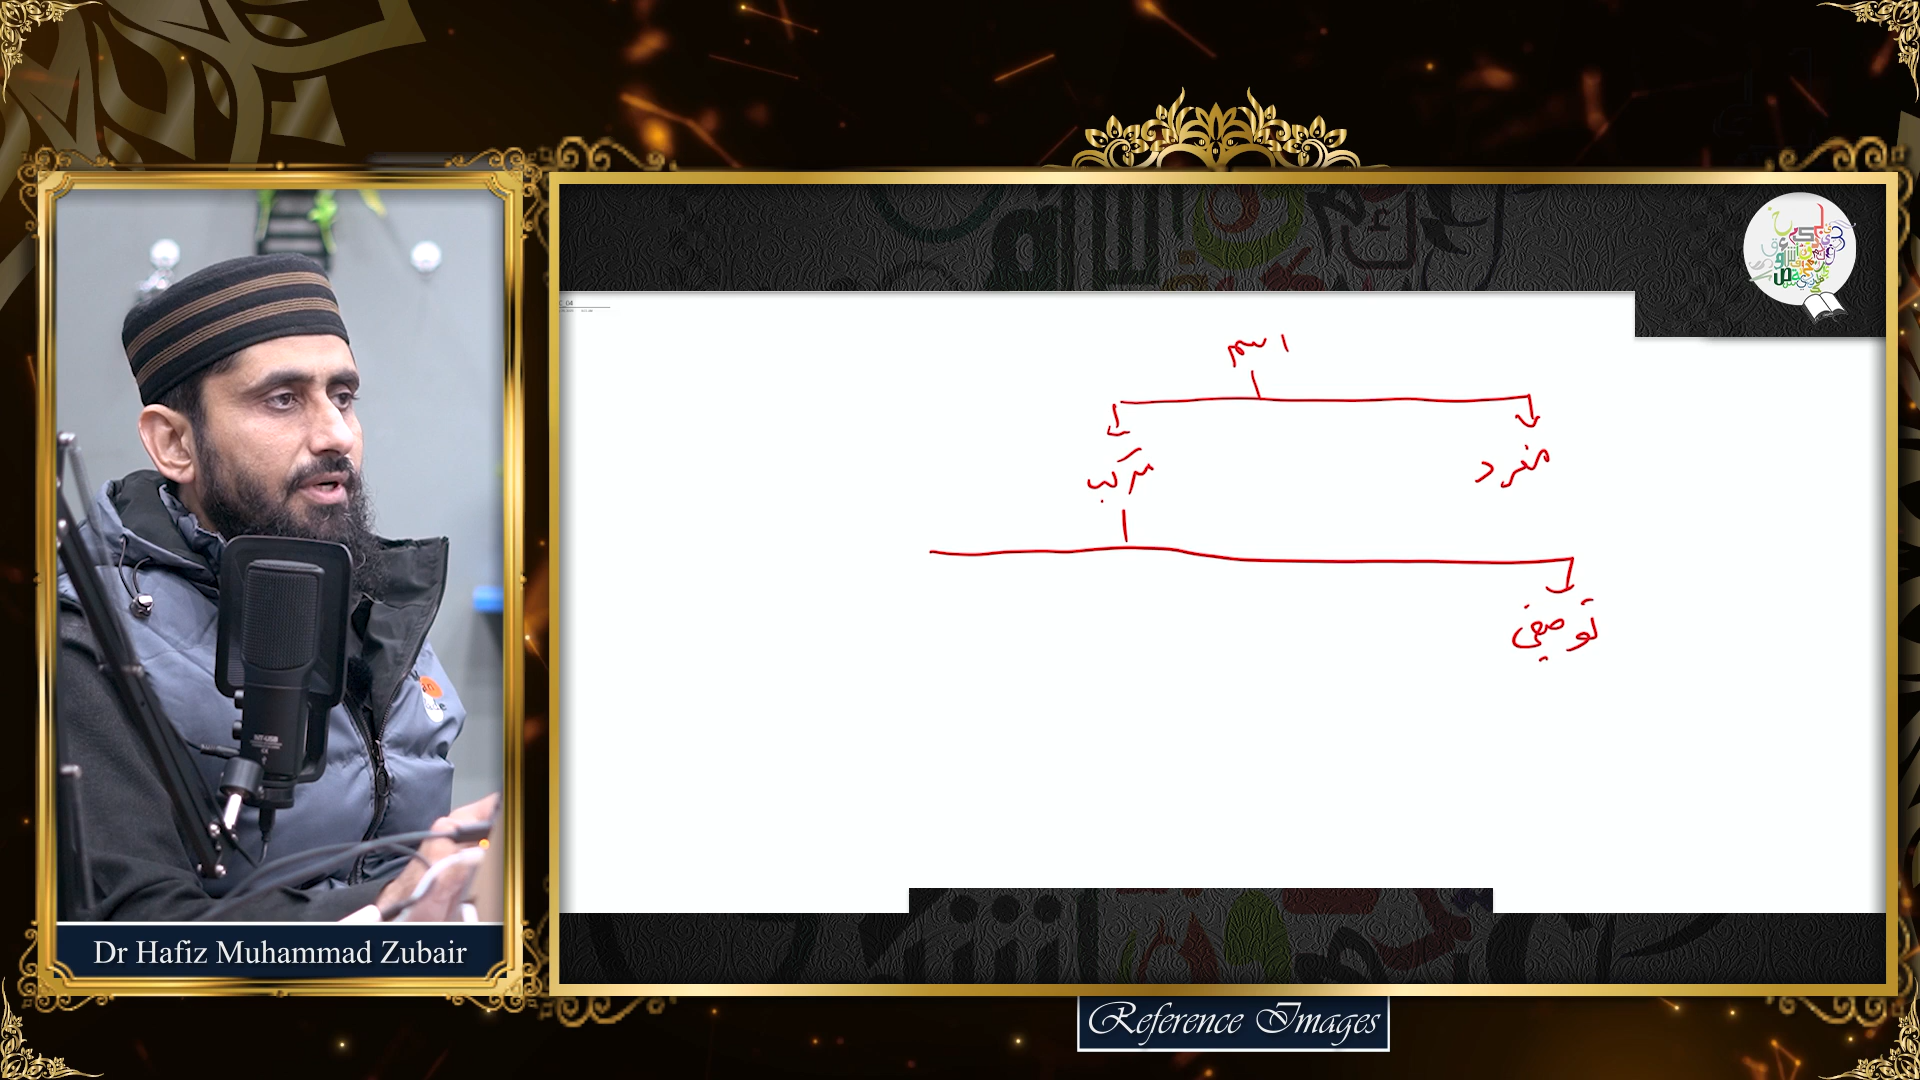 اسم
مفرد
مرکب
توصیفی
Dr Hafiz Muhammad Zubair
Reference Images